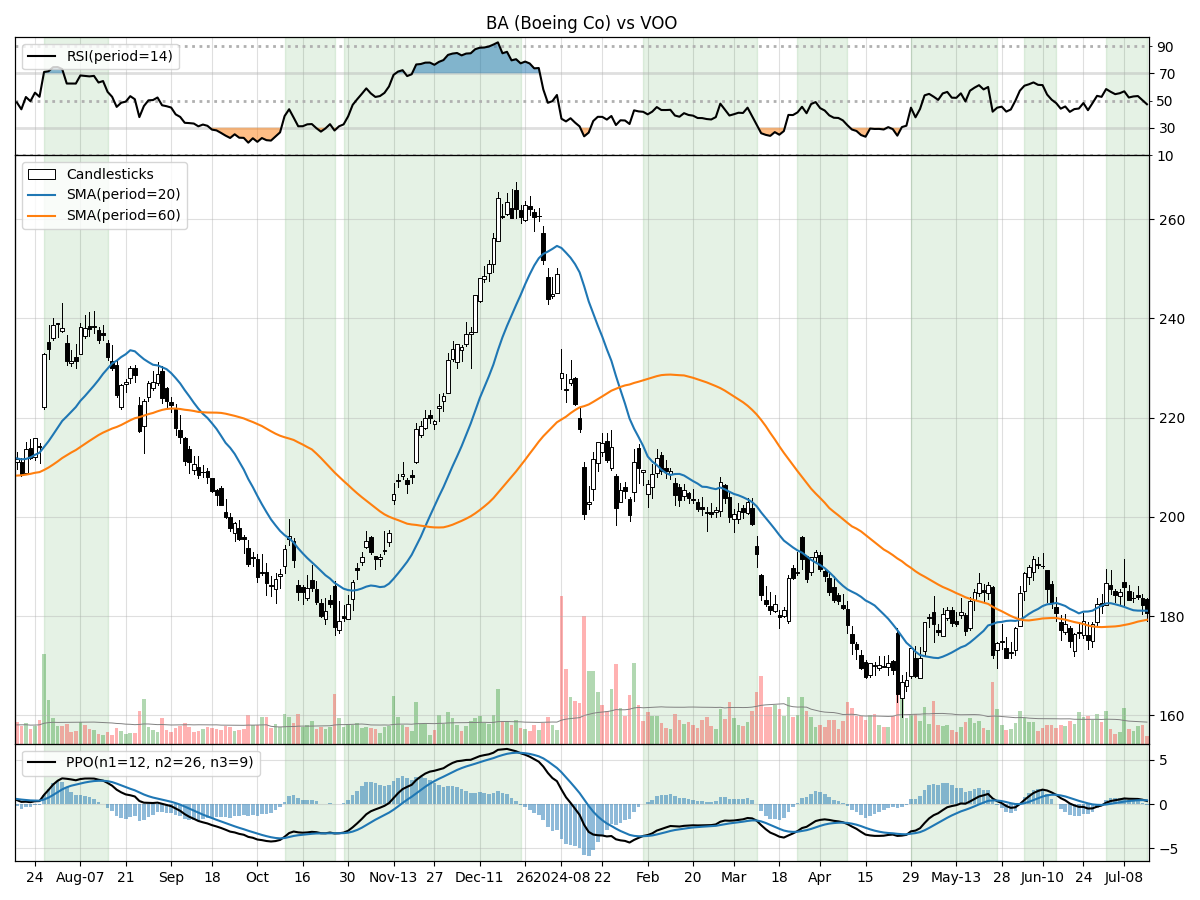 BA (Boeing Co) vs VOO
RSI(period=14)
90
70
50
30
10
Candlesticks
SMA(period=20)
SMA(period=60)
260
240
220
200
180
160
PPO(n1=12, n2=26, n3=9)
5
0
−5
24 Aug-07 21 Sep 18 Oct 16 30 Nov-13 27 Dec-11 26 2024-08 22 Feb 20 Mar 18 Apr 15 29 May-13 28 Jun-10 24 Jul-08